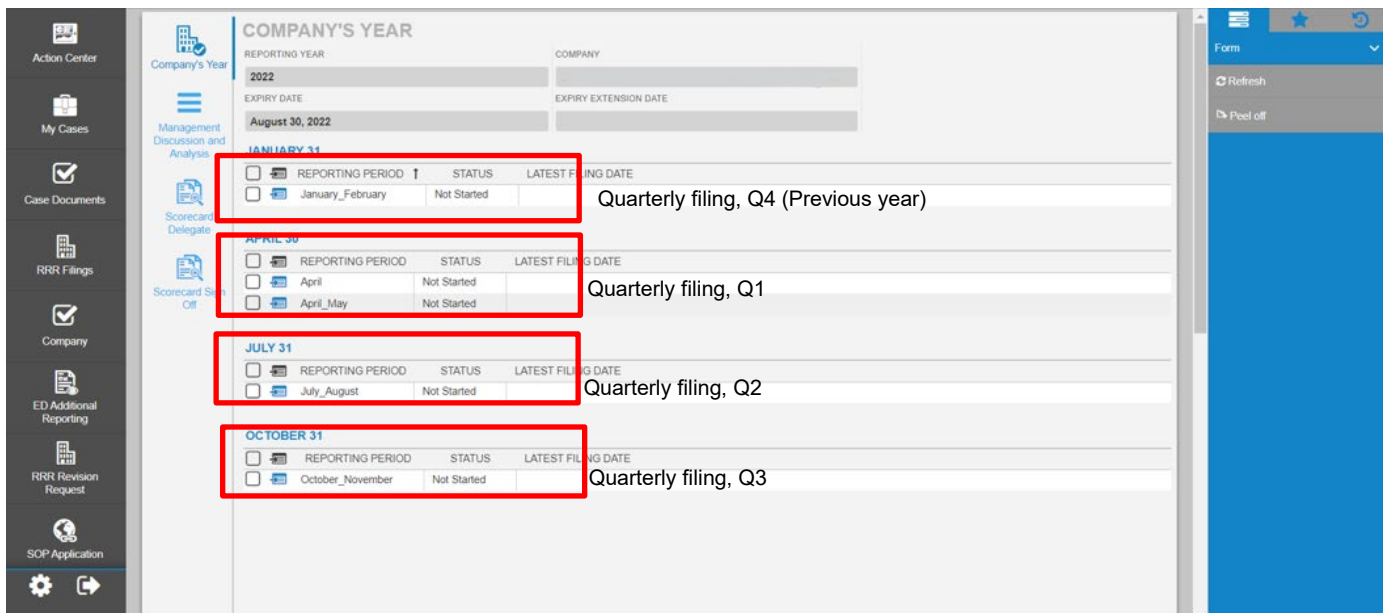 Action Center
My Cases
Case Documents
RRR Filings
Company
ED Additional
Reporting
RRR Revision
Request
SOP Application
Company's Year
Management
Discussion and
Analysis
Scorecard
Delegate
Scorecard Sign
Off
COMPANY'S YEAR
REPORTING YEAR COMPANY
2022
EXPIRY DATE EXPIRY EXTENSION DATE
August 30, 2022
JANUARY 31
REPORTING PERIOD ↑ STATUS LATEST FILING DATE
January_February Not Started
Quarterly filing, Q4 (Previous year)
APRIL 30
REPORTING PERIOD STATUS LATEST FILING DATE
April Not Started
Quarterly filing, Q1
April_May Not Started
JULY 31
REPORTING PERIOD STATUS LATEST FILING DATE
July_August Not Started
Quarterly filing, Q2
OCTOBER 31
REPORTING PERIOD STATUS LATEST FILING DATE
October_November Not Started
Quarterly filing, Q3
Form
Refresh
Peel off